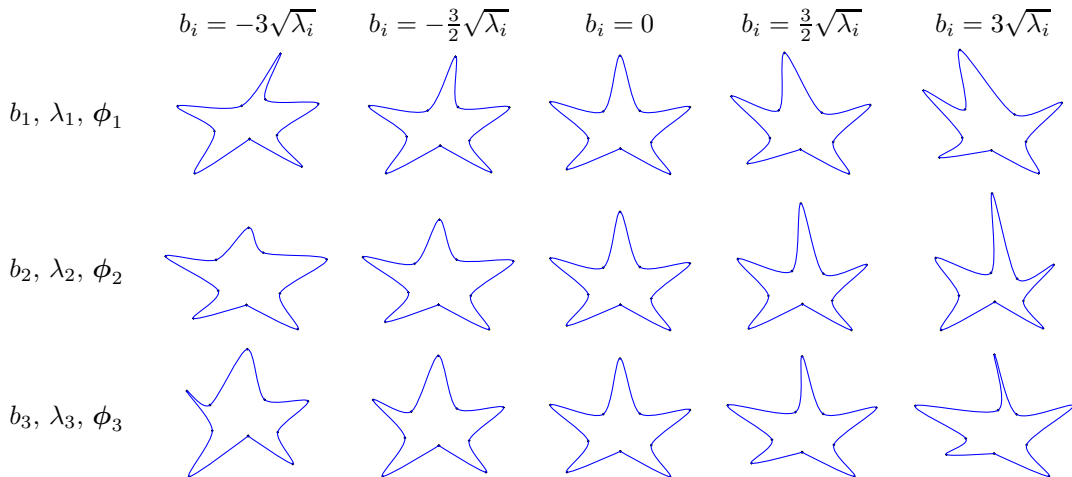 b_i = −3√λ_i b_i = −3/2√λ_i b_i = 0 b_i = 3/2√λ_i b_i = 3√λ_i
b_1, λ_1, ϕ_1
b_2, λ_2, ϕ_2
b_3, λ_3, ϕ_3